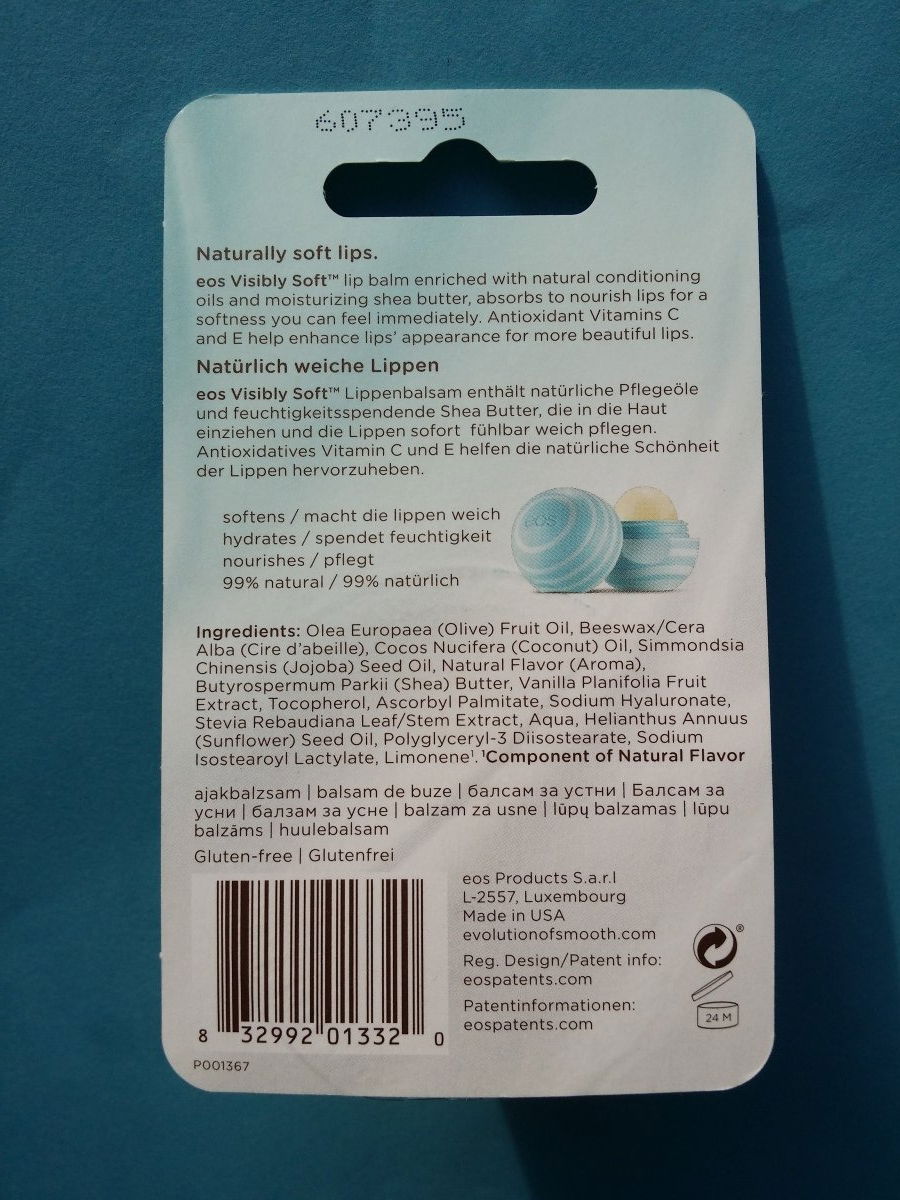 607395
Naturally soft lips.
eos Visibly Soft™ lip balm enriched with natural conditioning
oils and moisturizing shea butter, absorbs to nourish lips for a
softness you can feel immediately. Antioxidant Vitamins C
and E help enhance lips' appearance for more beautiful lips.
Natürlich weiche Lippen
eos Visibly Soft™ Lippenbalsam enthält natürliche Pflegeöle
und feuchtigkeitsspendende Shea Butter, die in die Haut
einziehen und die Lippen sofort fühlbar weich pflegen.
Antioxidatives Vitamin C und E helfen die natürliche Schönheit
der Lippen hervorzuheben.
softens / macht die lippen weich
hydrates / spendet feuchtigkeit
nourishes / pflegt
99% natural / 99% natürlich
eos
Ingredients: Olea Europaea (Olive) Fruit Oil, Beeswax/Cera
Alba (Cire d'abeille), Cocos Nucifera (Coconut) Oil, Simmondsia
Chinensis (Jojoba) Seed Oil, Natural Flavor (Aroma),
Butyrospermum Parkii (Shea) Butter, Vanilla Planifolia Fruit
Extract, Tocopherol, Ascorbyl Palmitate, Sodium Hyaluronate,
Stevia Rebaudiana Leaf/Stem Extract, Aqua, Helianthus Annuus
(Sunflower) Seed Oil, Polyglyceryl-3 Diisostearate, Sodium
Isostearoyl Lactylate, Limonene¹. ¹Component of Natural Flavor
ajakbalzsam | balsam de buze | балсам за устни | Балсам за
усни | балзам за усне | balzam za usne | lūpų balzamas | lūpu
balzāms | huulebalsam
Gluten-free | Glutenfrei
eos Products S.a.r.l
L-2557, Luxembourg
Made in USA
evolutionofsmooth.com
Reg. Design/Patent info:
eospatents.com
Patentinformationen:
eospatents.com
®
24 M
8 32992 01332 0
P001367